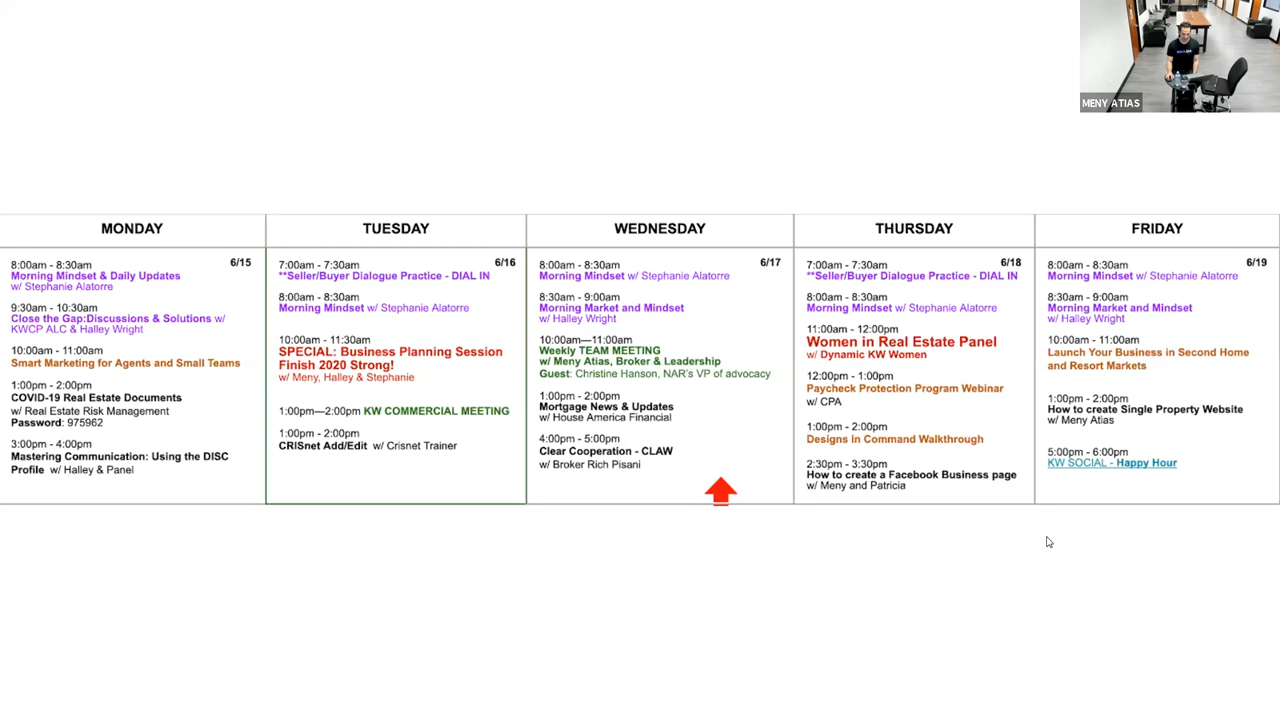 MENY ATIAS
MONDAY
6/15
8:00am - 8:30am
Morning Mindset & Daily Updates
w/ Stephanie Alatorre
9:30am - 10:30am
Close the Gap:Discussions & Solutions w/
KWCP ALC & Halley Wright
10:00am - 11:00am
Smart Marketing for Agents and Small Teams
1:00pm - 2:00pm
COVID-19 Real Estate Documents
w/ Real Estate Risk Management
Password: 975962
3:00pm - 4:00pm
Mastering Communication: Using the DISC
Profile w/ Halley & Panel
TUESDAY
6/16
7:00am - 7:30am
**Seller/Buyer Dialogue Practice - DIAL IN
8:00am - 8:30am
Morning Mindset w/ Stephanie Alatorre
10:00am - 11:30am
SPECIAL: Business Planning Session
Finish 2020 Strong!
w/ Meny, Halley & Stephanie
1:00pm—2:00pm KW COMMERCIAL MEETING
1:00pm - 2:00pm
CRISnet Add/Edit w/ Crisnet Trainer
WEDNESDAY
6/17
8:00am - 8:30am
Morning Mindset w/ Stephanie Alatorre
8:30am - 9:00am
Morning Market and Mindset
w/ Halley Wright
10:00am—11:00am
Weekly TEAM MEETING
w/ Meny Atias, Broker & Leadership
Guest: Christine Hanson, NAR's VP of advocacy
1:00pm - 2:00pm
Mortgage News & Updates
w/ House America Financial
4:00pm - 5:00pm
Clear Cooperation - CLAW
w/ Broker Rich Pisani
THURSDAY
6/18
7:00am - 7:30am
**Seller/Buyer Dialogue Practice - DIAL IN
8:00am - 8:30am
Morning Mindset w/ Stephanie Alatorre
11:00am - 12:00pm
Women in Real Estate Panel
w/ Dynamic KW Women
12:00pm - 1:00pm
Paycheck Protection Program Webinar
w/ CPA
1:00pm - 2:00pm
Designs in Command Walkthrough
2:30pm - 3:30pm
How to create a Facebook Business page
w/ Meny and Patricia
FRIDAY
6/19
8:00am - 8:30am
Morning Mindset w/ Stephanie Alatorre
8:30am - 9:00am
Morning Market and Mindset
w/ Halley Wright
10:00am - 11:00am
Launch Your Business in Second Home
and Resort Markets
1:00pm - 2:00pm
How to create Single Property Website
w/ Meny Atias
5:00pm - 6:00pm
KW SOCIAL - Happy Hour